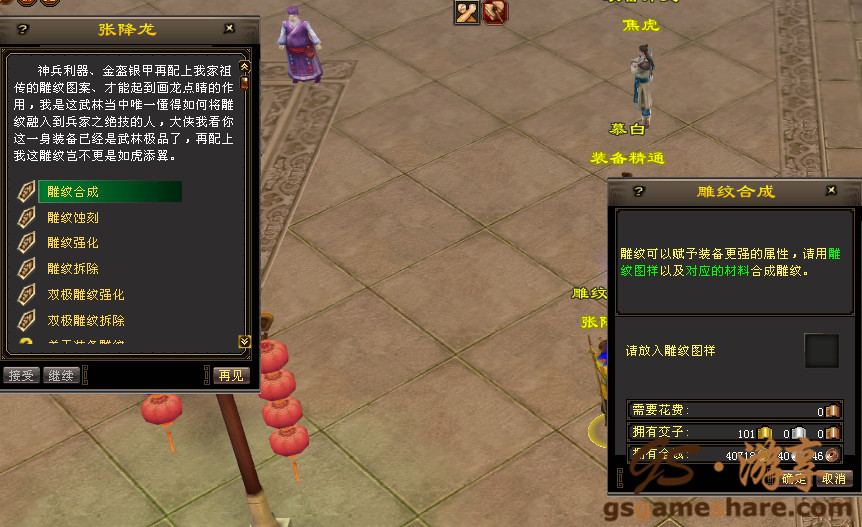 张降龙
神兵利器、金盔银甲再配上我家祖
传的雕纹图案、才能起到画龙点睛的作
用，我是这武林当中唯一懂得如何将雕
纹融入到兵家之绝技的人，大侠我看你
这一身装备已经是武林极品了，再配上
我这雕纹岂不更是如虎添翼。
雕纹合成
雕纹蚀刻
雕纹强化
雕纹拆除
双极雕纹强化
双极雕纹拆除
接受
继续
再见
焦虎
慕白
装备精通
雕纹
雕纹合成
雕纹可以赋予装备更强的属性，请用雕
纹图样以及对应的材料合成雕纹。
请放入雕纹图样
需要花费: 0
拥有交子: 101 0 0
确定
取消
GS·游享
gsgameshare.com